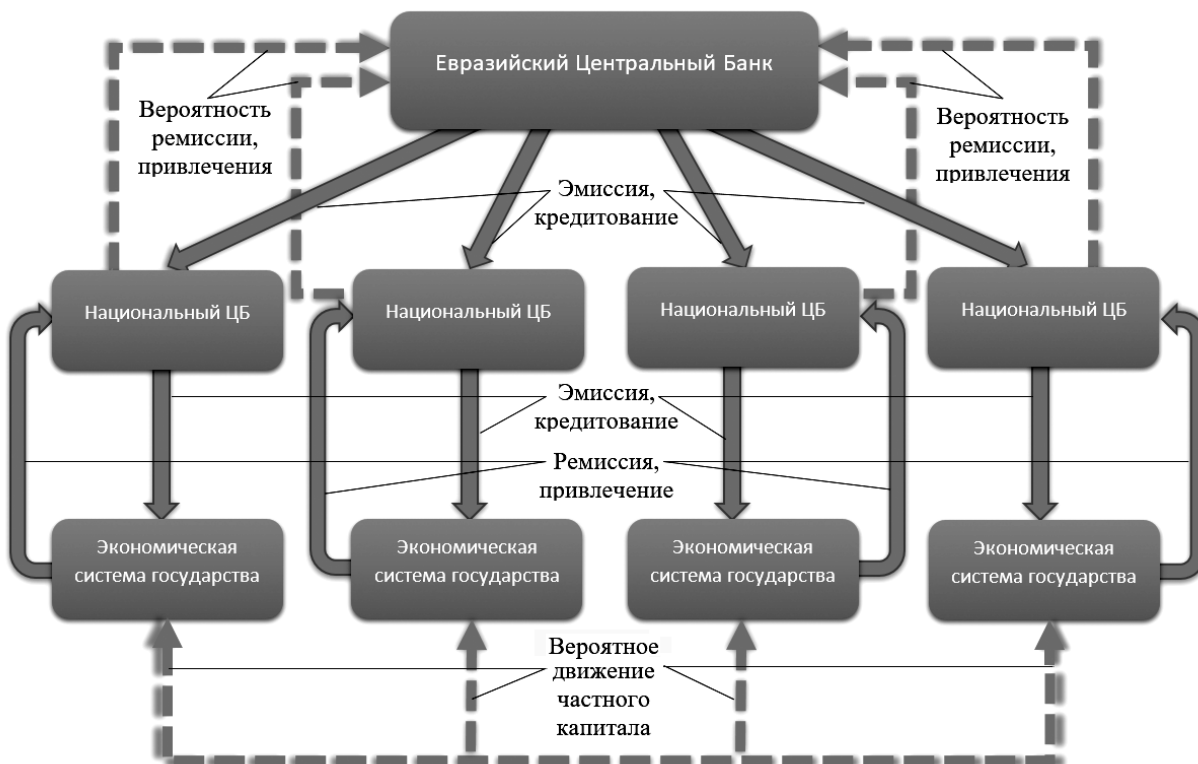 Евразийский Центральный Банк
Вероятность
ремиссии,
привлечения
Вероятность
ремиссии,
привлечения
Эмиссия,
кредитование
Национальный ЦБ
Национальный ЦБ
Национальный ЦБ
Национальный ЦБ
Эмиссия,
кредитование
Ремиссия,
привлечение
Экономическая
система государства
Экономическая
система государства
Экономическая
система государства
Экономическая
система государства
Вероятное
движение
частного
капитала